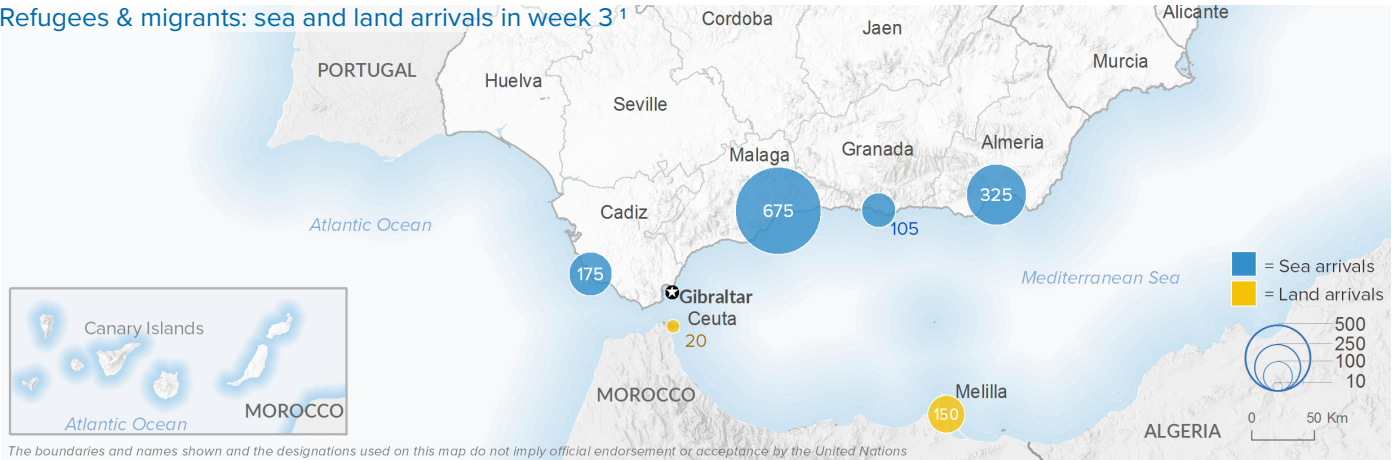 Refugees & migrants: sea and land arrivals in week 3 1
Cordoba
Jaen
Alicante
PORTUGAL
Huelva
Murcia
Seville
Malaga
Granada
Almeria
Cadiz
675
105
325
Atlantic Ocean
175
Mediterranean Sea
= Sea arrivals
= Land arrivals
Gibraltar
Ceuta
20
Canary Islands
500
250
100
10
MOROCCO
Melilla
150
MOROCCO
Atlantic Ocean
0 50 Km
ALGERIA
The boundaries and names shown and the designations used on this map do not imply official endorsement or acceptance by the United Nations